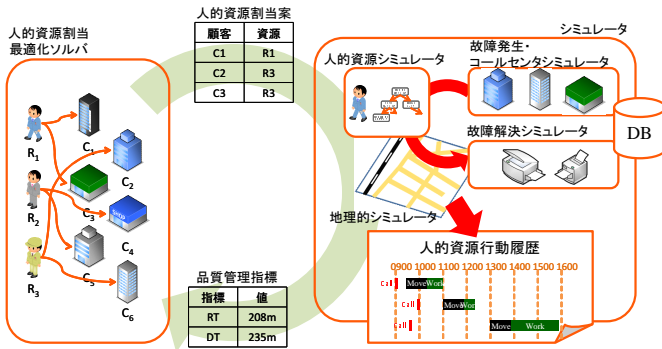 人的資源割当
最適化ソルバ
R1
R2
R3
C1
C2
C3
C4
C5
C6
SHOP
人的資源割当案
顧客 資源
C1 R1
C2 R3
C3 R3
品質管理指標
指標 値
RT 208m
DT 235m
シミュレータ
人的資源シミュレータ
故障発生・
コールセンタシミュレータ
故障解決シミュレータ
DB
地理的シミュレータ
人的資源行動履歴
0900 1000 1100 1200 1300 1400 1500 1600
Call Move Work
Call Move Work
Call Move Work